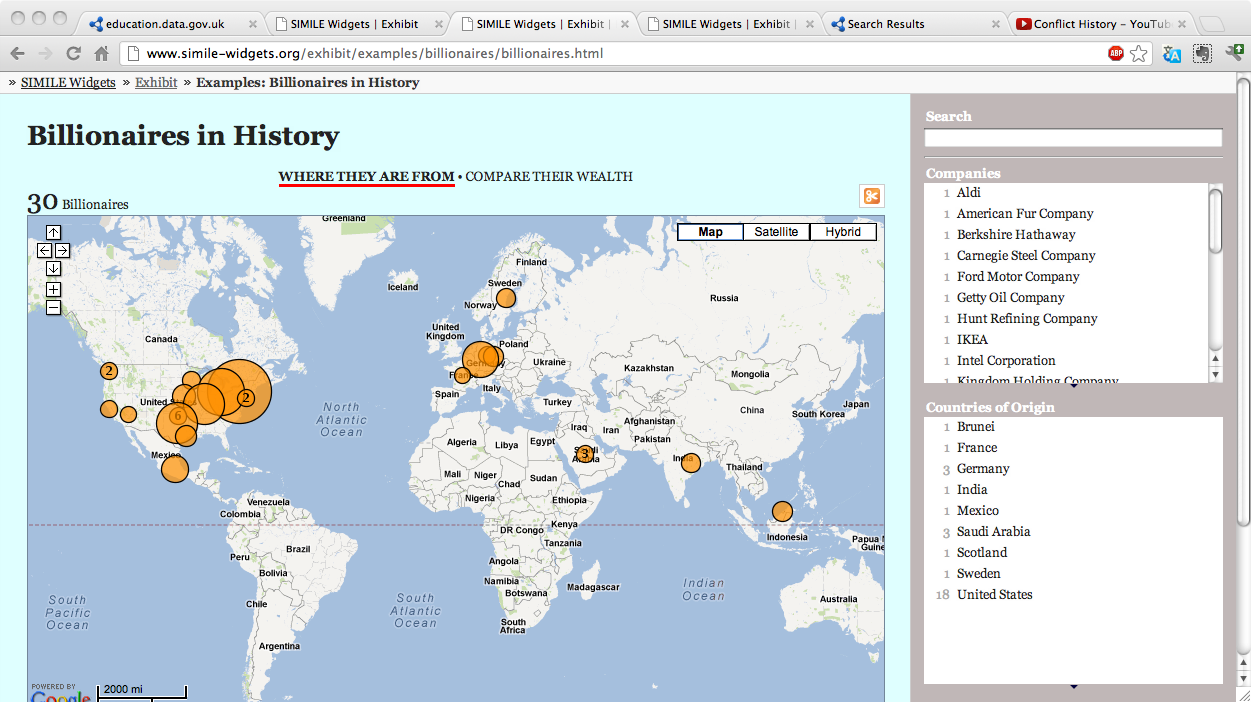 education.data.gov.uk
SIMILE Widgets | Exhibit
SIMILE Widgets | Exhibit |
SIMILE Widgets | Exhibit |
Search Results
Conflict History – YouTub
www.simile-widgets.org/exhibit/examples/billionaires/billionaires.html
ABP
» SIMILE Widgets » Exhibit » Examples: Billionaires in History
Billionaires in History
WHERE THEY ARE FROM • COMPARE THEIR WEALTH
30 Billionaires
Map
Satellite
Hybrid
Greenland
Iceland
Finland
Sweden
Norway
Russia
United
Kingdom
Poland
Germany
Ukraine
France
Italy
Spain
Turkey
Kazakhstan
Mongolia
China
Japan
South Korea
Canada
2
2
6
United
Mexico
North
Atlantic
Ocean
Algeria
Libya
Egypt
Iraq
Iran
Afghanistan
Pakistan
Saudi
Arabia
3
India
Thailand
Mali
Niger
Chad
Sudan
Nigeria
Ethiopia
Kenya
DR Congo
Tanzania
Angola
Namibia
Botswana
Madagascar
South
Africa
Venezuela
Colombia
Brazil
Peru
Bolivia
Chile
Argentina
Indonesia
Papua N
Guine
Australia
South
Pacific
Ocean
South
Atlantic
Ocean
Indian
Ocean
POWERED BY
Google
2000 mi
Search
Companies
1 Aldi
1 American Fur Company
1 Berkshire Hathaway
1 Carnegie Steel Company
1 Ford Motor Company
1 Getty Oil Company
1 Hunt Refining Company
1 IKEA
1 Intel Corporation
1 Kingdom Holding Company
Countries of Origin
1 Brunei
1 France
3 Germany
1 India
1 Mexico
3 Saudi Arabia
1 Scotland
1 Sweden
18 United States